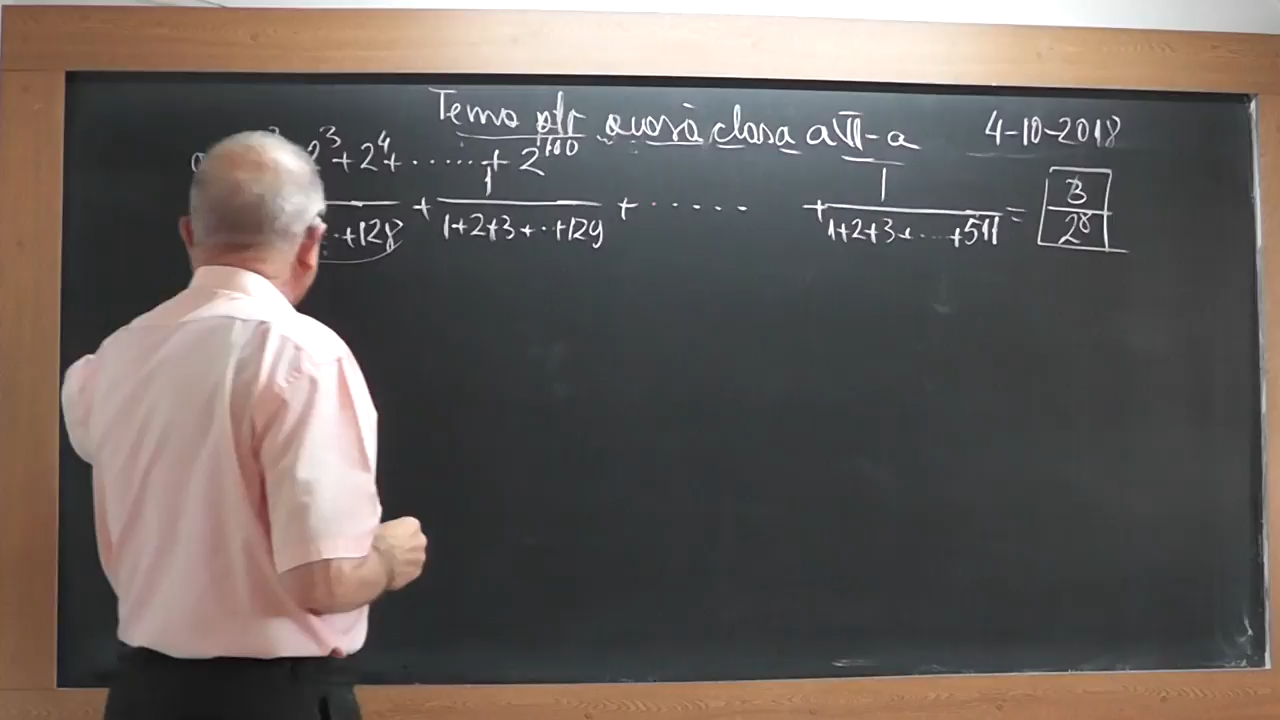 Tema ptr. acasă clasa a VII-a 4-10-2018
2³+2⁴+......+2¹⁰⁰
..+128 + 1/(1+2+3+..+129) + ...... + 1/(1+2+3+....+511) = 3/2⁸